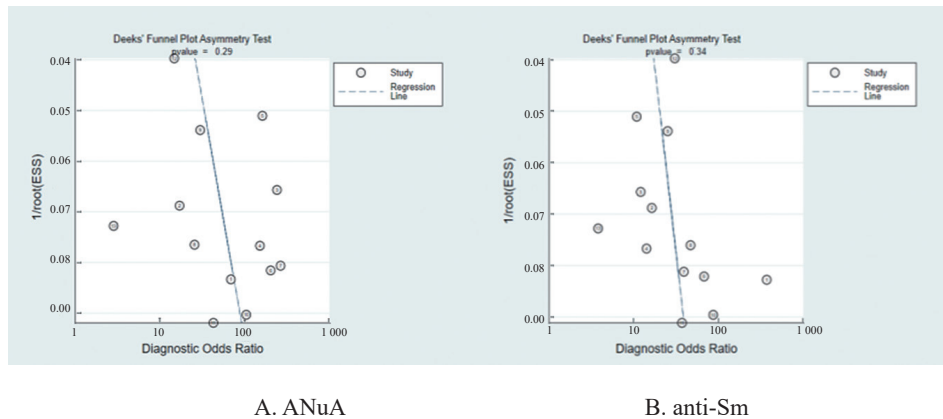 Deeks' Funnel Plot Asymmetry Test
pvalue = 0.29
0.04
0.05
0.06
0.07
0.08
0.00
1/root(ESS)
1
10
100
1 000
Diagnostic Odds Ratio
Study
Regression
Line
Deeks' Funnel Plot Asymmetry Test
pvalue = 0.34
0.04
0.05
0.06
0.07
0.08
0.00
1/root(ESS)
1
10
100
1 000
Diagnostic Odds Ratio
Study
Regression
Line
A. ANuA
B. anti-Sm